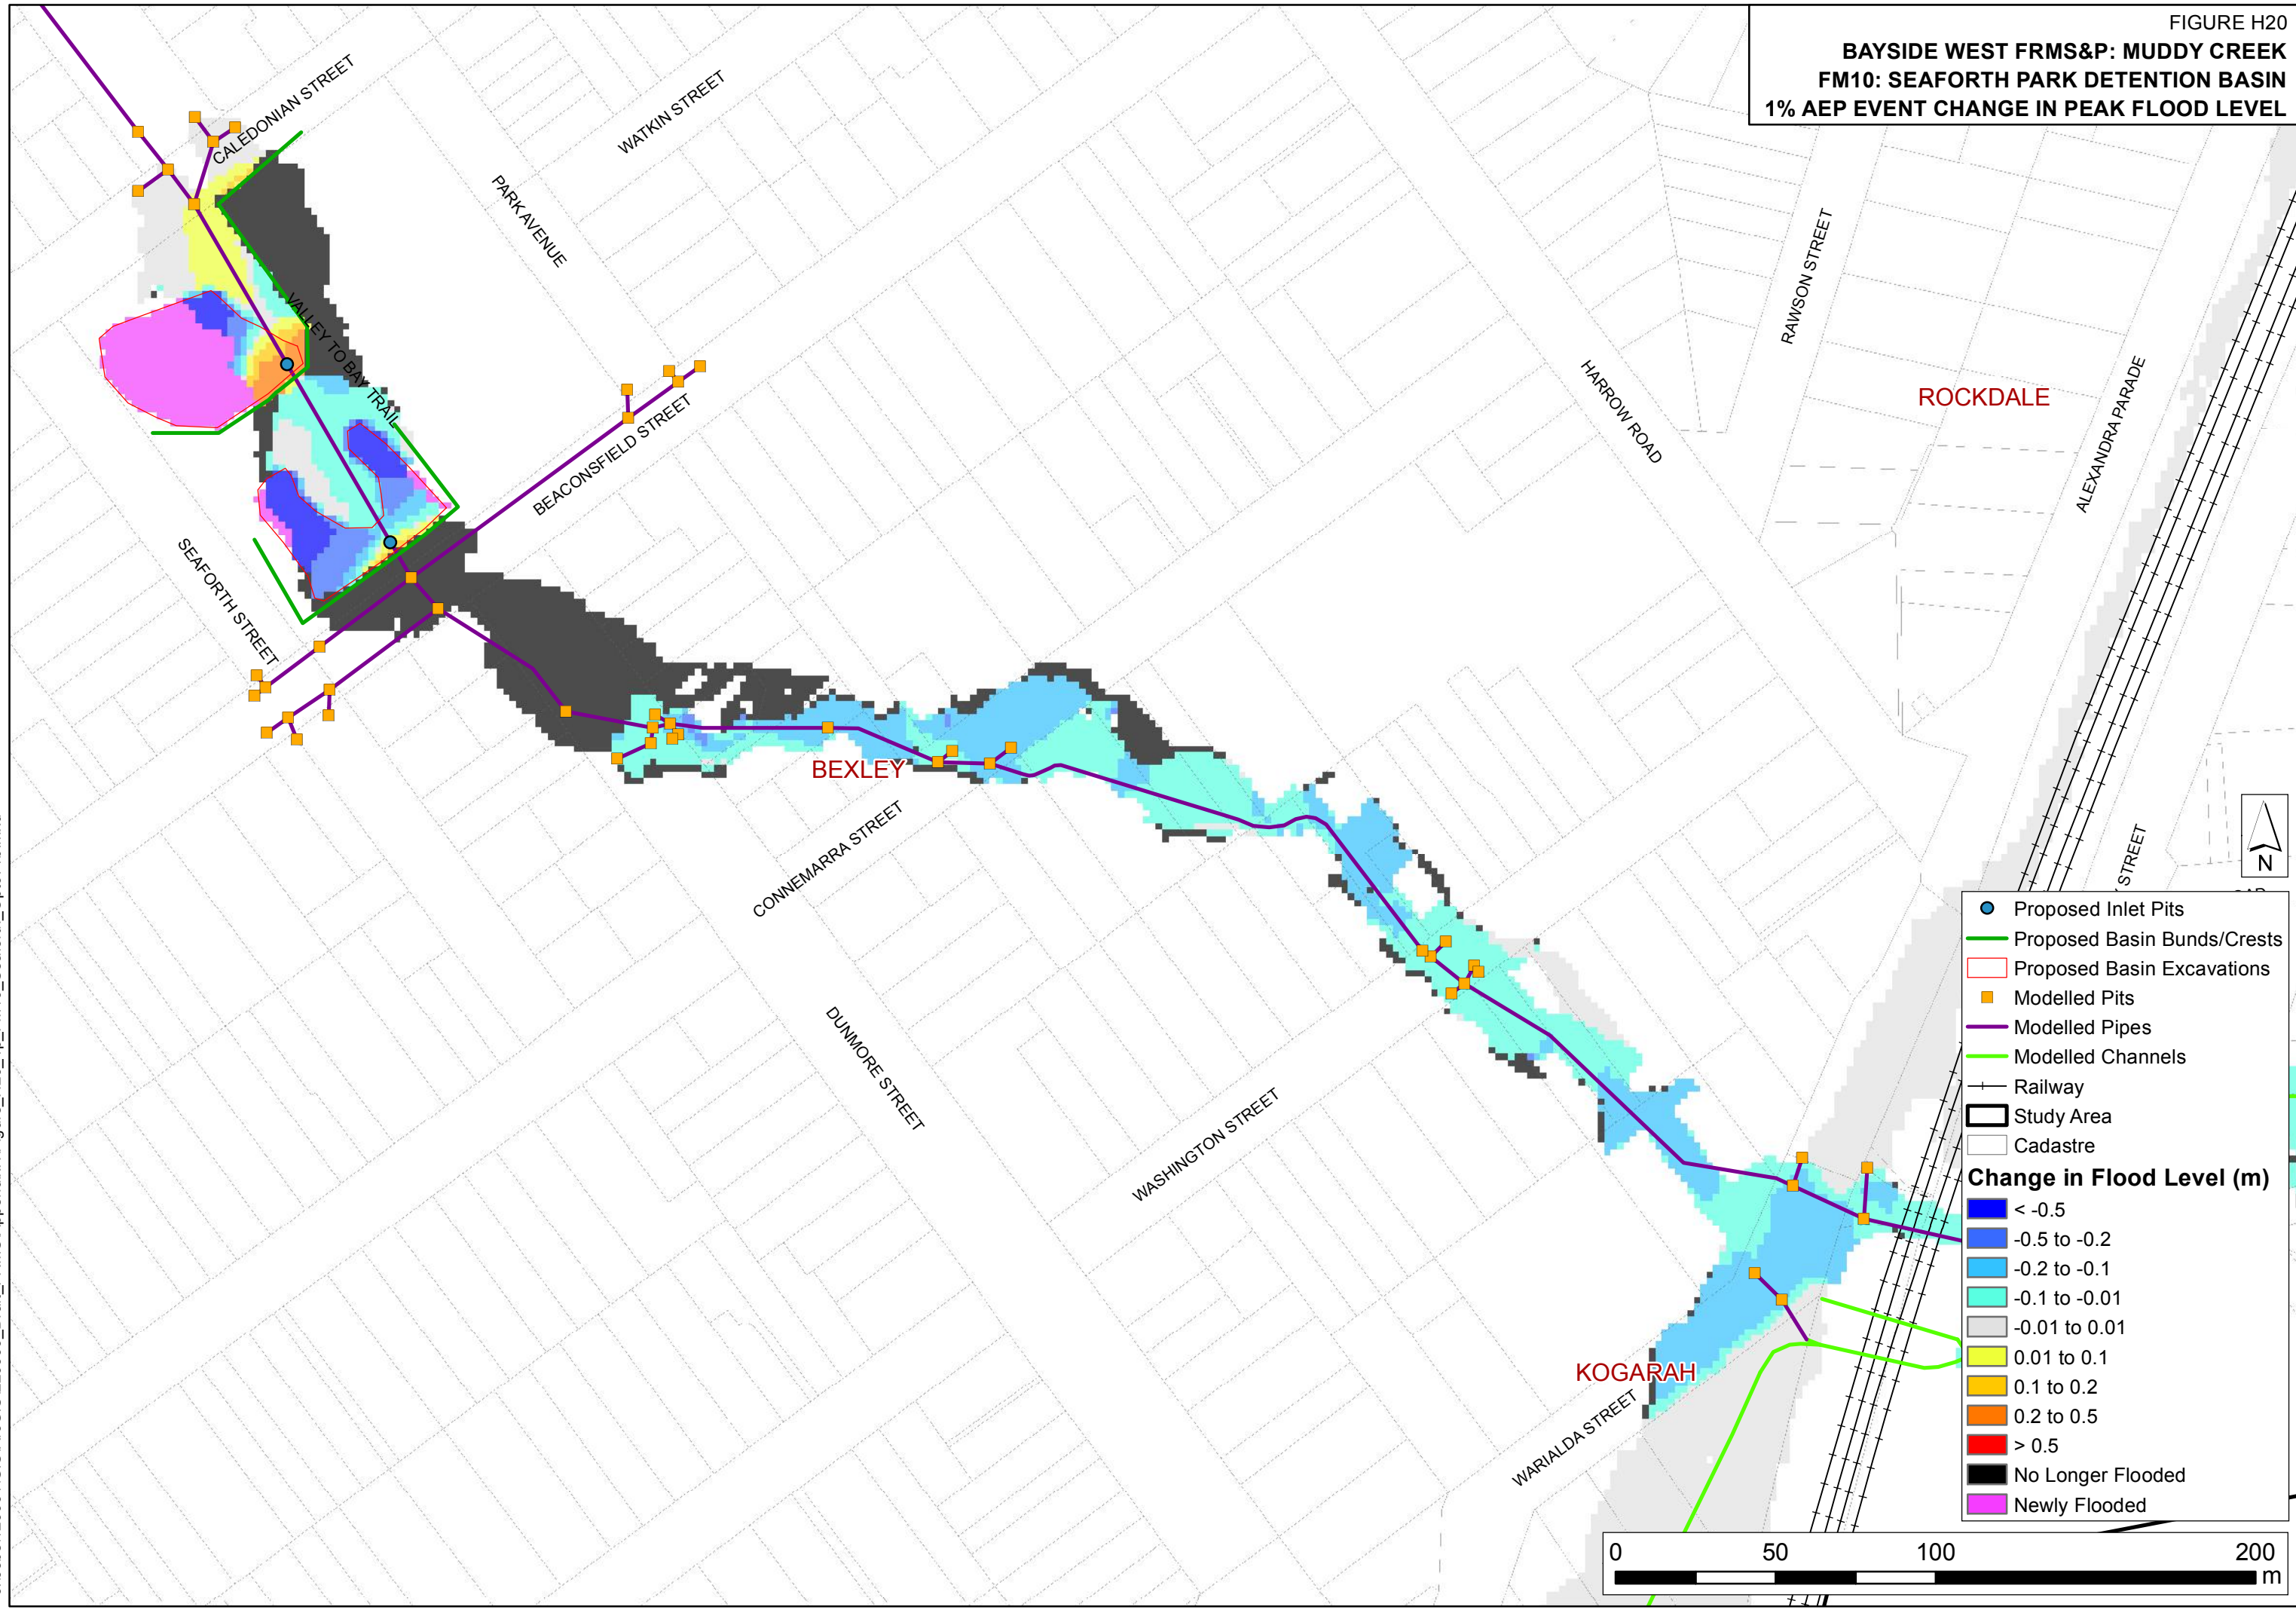 FIGURE H20
BAYSIDE WEST FRMS&P: MUDDY CREEK
FM10: SEAFORTH PARK DETENTION BASIN
1% AEP EVENT CHANGE IN PEAK FLOOD LEVEL
CALEDONIAN STREET
WATKIN STREET
PARK AVENUE
RAWSON STREET
VALLEY TO BAY TRAIL
HARROW ROAD
ROCKDALE
ALEXANDRA PARADE
BEACONSFIELD STREET
SEAFORTH STREET
BEXLEY
CONNEMARRA STREET
STREET
N
DUNMORE STREET
WASHINGTON STREET
KOGARAH
WARIALDA STREET
Proposed Inlet Pits
Proposed Basin Bunds/Crests
Proposed Basin Excavations
Modelled Pits
Modelled Pipes
Modelled Channels
Railway
Study Area
Cadastre
Change in Flood Level (m)
< -0.5
-0.5 to -0.2
-0.2 to -0.1
-0.1 to -0.01
-0.01 to 0.01
0.01 to 0.1
0.1 to 0.2
0.2 to 0.5
> 0.5
No Longer Flooded
Newly Flooded
0 50 100 200
m